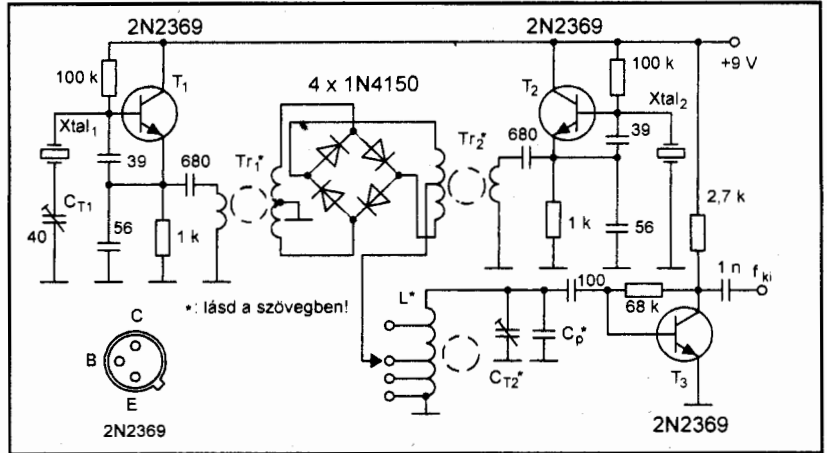 2N2369
2N2369
+9 V
100 k
T1
4 x 1N4150
T2
100 k
Xtal1
Xtal2
39
680
Tr1*
Tr2*
680
39
CT1
40
56
1 k
1 k
56
2,7 k
*: lásd a szövegben!
L*
100
68 k
1 n
fki
CT2*
Cp*
T3
C
B
E
2N2369
2N2369